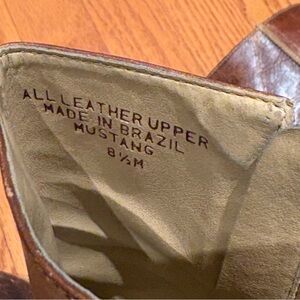 ALL LEATHER UPPER
MADE IN BRAZIL
MUSTANG
8½M